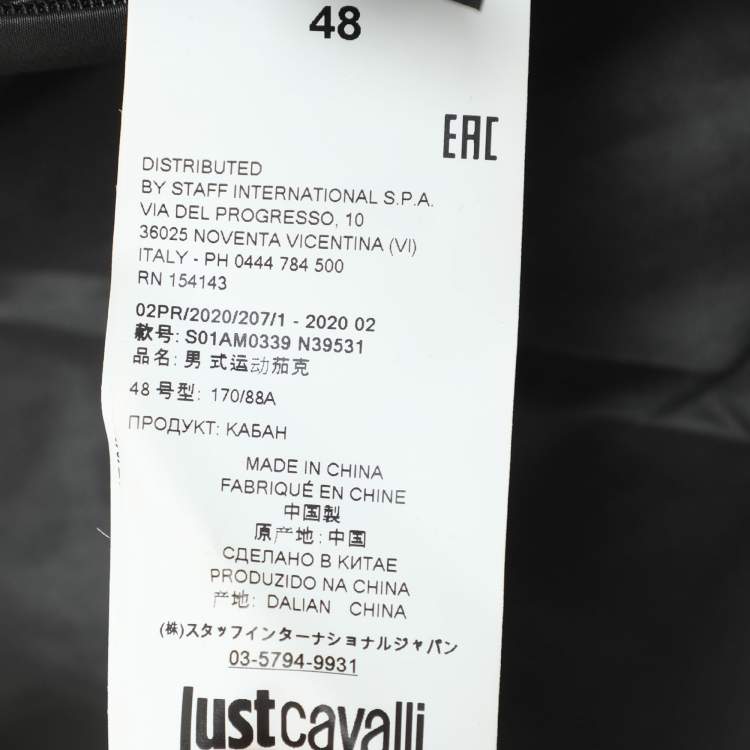 48
EAC
DISTRIBUTED
BY STAFF INTERNATIONAL S.P.A.
VIA DEL PROGRESSO, 10
36025 NOVENTA VICENTINA (VI)
ITALY - PH 0444 784 500
RN 154143
02PR/2020/207/1 - 2020 02
款号: S01AM0339 N39531
品名: 男 式运动茄克
48 号型: 170/88A
ПРОДУКТ: КАБАН
MADE IN CHINA
FABRIQUÉ EN CHINE
中国製
原产地: 中国
СДЕЛАНО В КИТАЕ
PRODUZIDO NA CHINA
产地: DALIAN CHINA
(株)スタッフインターナショナルジャパン
03-5794-9931
just cavalli